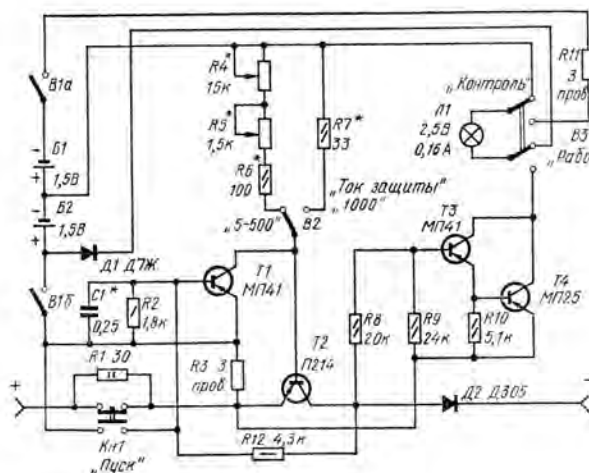 В1а
Б1
1,5В
Б2
1,5В
В1б
Д1 Д7Ж
С1*
0,25
R2
1,8к
R1 30
Кн1
„Пуск"
R4*
15к
R5*
1,5к
R6*
100
R7*
33
„5-500"
В2
„Ток защиты"
„1000"
Т1
МП41
R3 3
пров.
Т2
П214
R12 4,3к
R8
20к
R9
24к
R10
5,1к
Т3
МП41
Т4
МП25
Д2 Д305
„Контроль"
Л1
2,5В
0,16А
R11
3
пров
В3
„Рабо